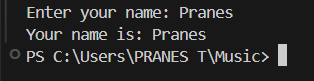 Enter your name: Pranes
Your name is: Pranes
PS C:\Users\PRANES T\Music>